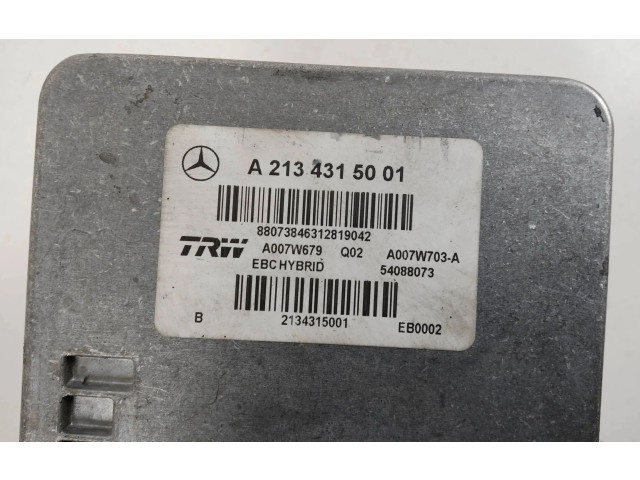 A 213 431 50 01
88073846312819042
TRW A007W679 Q02 A007W703-A
EBC HYBRID 54088073
B 2134315001 EB0002